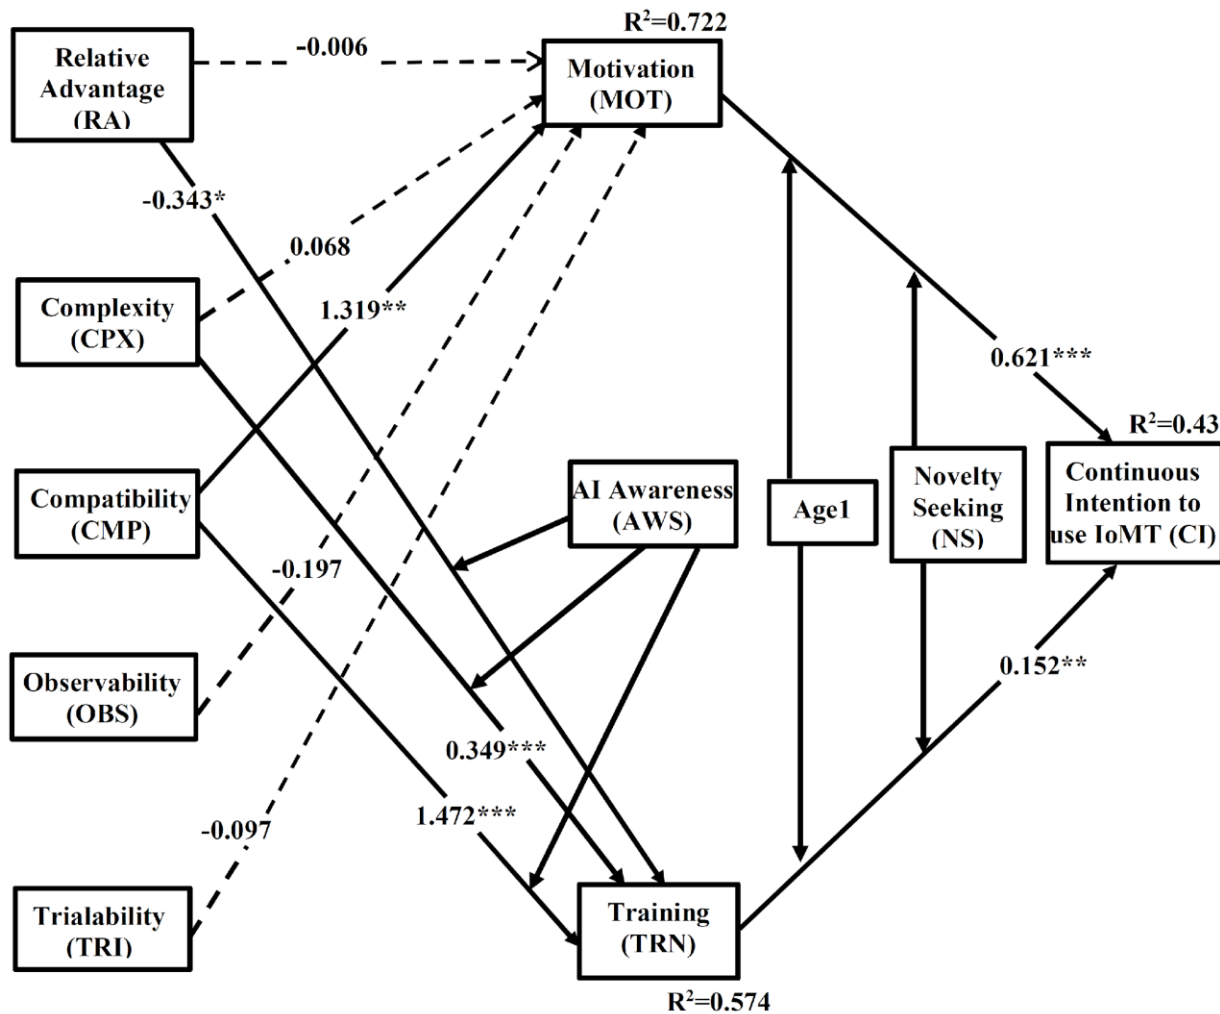 R²=0.722
Relative
Advantage
(RA)
-0.006
Motivation
(MOT)
-0.343*
0.068
Complexity
(CPX)
1.319**
0.621***
R²=0.43
Compatibility
(CMP)
AI Awareness
(AWS)
Age1
Novelty
Seeking
(NS)
Continuous
Intention to
use IoMT (CI)
-0.197
Observability
(OBS)
0.152**
0.349***
1.472***
-0.097
Trialability
(TRI)
Training
(TRN)
R²=0.574